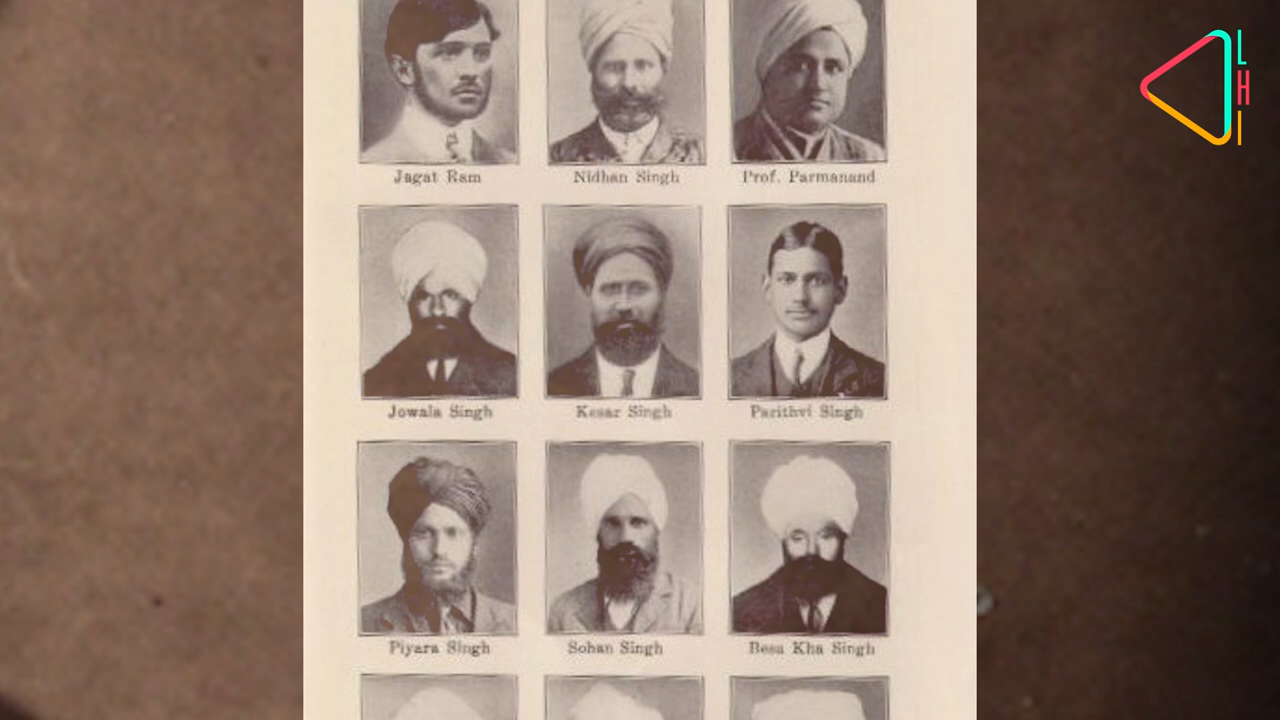 LHI
Jagat Ram
Nidhan Singh
Prof. Parmanand
Jowala Singh
Kesar Singh
Parithvi Singh
Piyara Singh
Sohan Singh
Besa Kha Singh